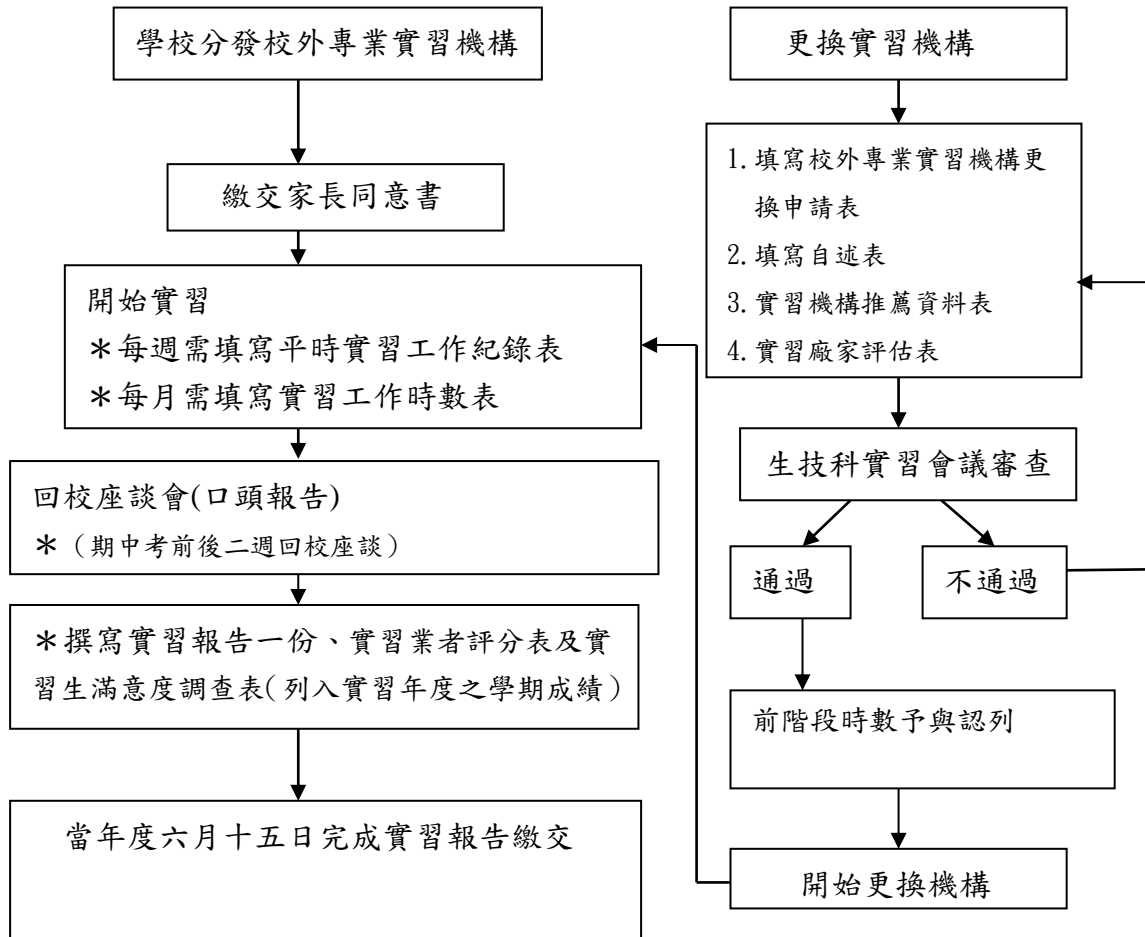 學校分發校外專業實習機構
繳交家長同意書
開始實習
＊每週需填寫平時實習工作紀錄表
＊每月需填寫實習工作時數表
回校座談會(口頭報告)
＊（期中考前後二週回校座談）
＊撰寫實習報告一份、實習業者評分表及實
習生滿意度調查表(列入實習年度之學期成績)
當年度六月十五日完成實習報告繳交
更換實習機構
1.填寫校外專業實習機構更
換申請表
2.填寫自述表
3.實習機構推薦資料表
4.實習廠家評估表
生技科實習會議審查
通過
不通過
前階段時數予與認列
開始更換機構